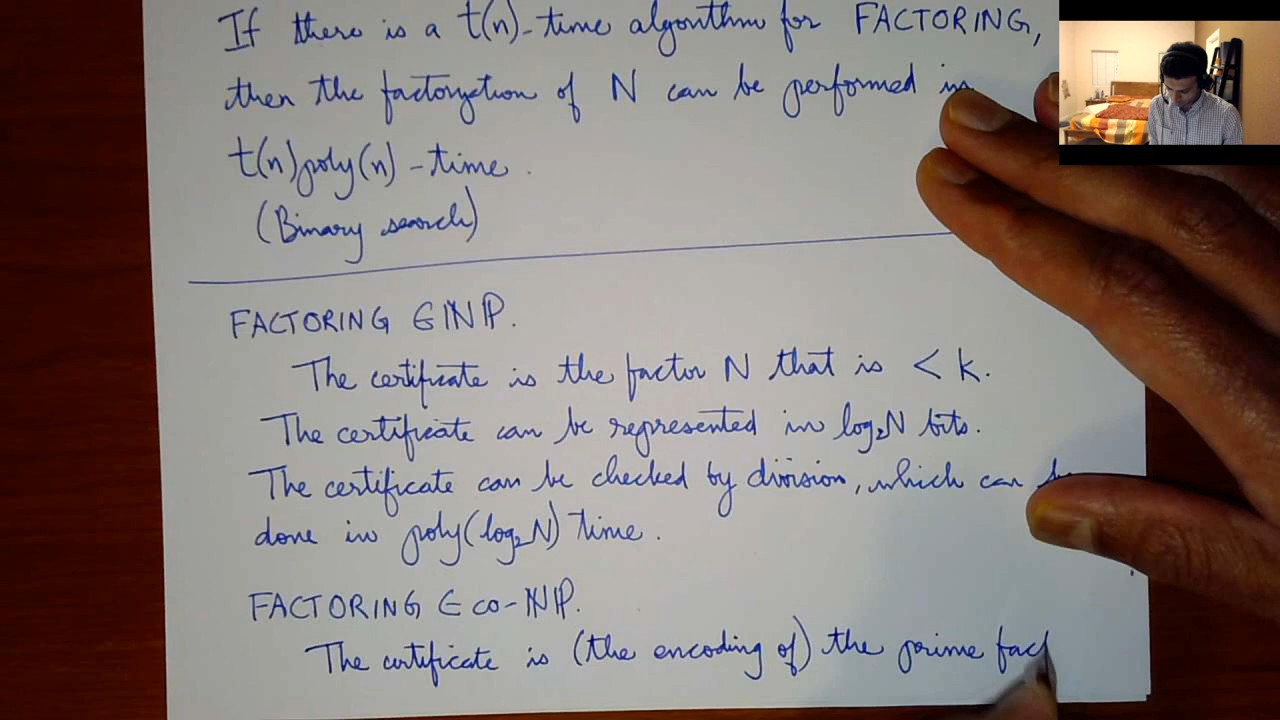 If there is a t(n)-time algorithm for FACTORING,
then the factorization of N can be performed in
t(n)poly(n)-time.
(Binary search)
FACTORING ∈ NP.
The certificate is the factor N that is < k.
The certificate can be represented in log₂N bits.
The certificate can be checked by division, which can be
done in poly(log₂N) time.
FACTORING ∈ co-NP.
The certificate is (the encoding of) the prime fact